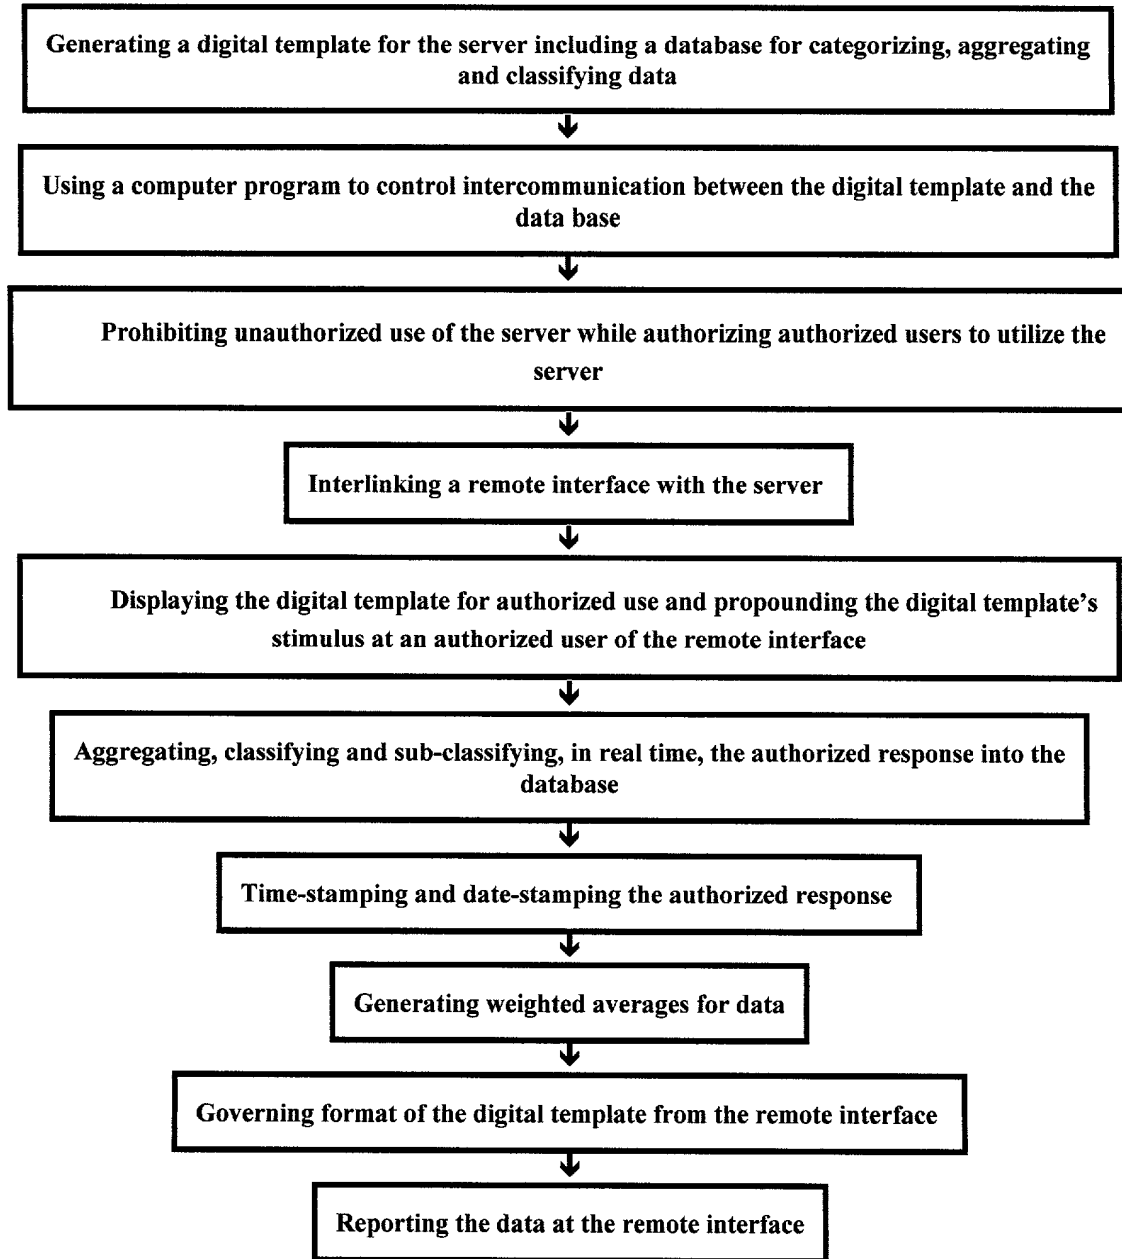 Generating a digital template for the server including a database for categorizing, aggregating
and classifying data
Using a computer program to control intercommunication between the digital template and the
data base
Prohibiting unauthorized use of the server while authorizing authorized users to utilize the
server
Interlinking a remote interface with the server
Displaying the digital template for authorized use and propounding the digital template's
stimulus at an authorized user of the remote interface
Aggregating, classifying and sub-classifying, in real time, the authorized response into the
database
Time-stamping and date-stamping the authorized response
Generating weighted averages for data
Governing format of the digital template from the remote interface
Reporting the data at the remote interface